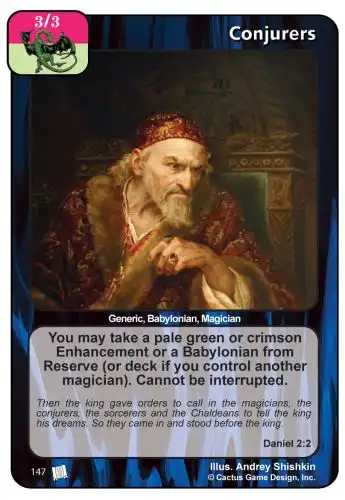 3/3
Conjurers
Generic, Babylonian, Magician
You may take a pale green or crimson
Enhancement or a Babylonian from
Reserve (or deck if you control another
magician). Cannot be interrupted.
Then the king gave orders to call in the magicians, the
conjurers, the sorcerers and the Chaldeans to tell the king
his dreams. So they came in and stood before the king.
Daniel 2:2
147
Illus. Andrey Shishkin
© Cactus Game Design, Inc.